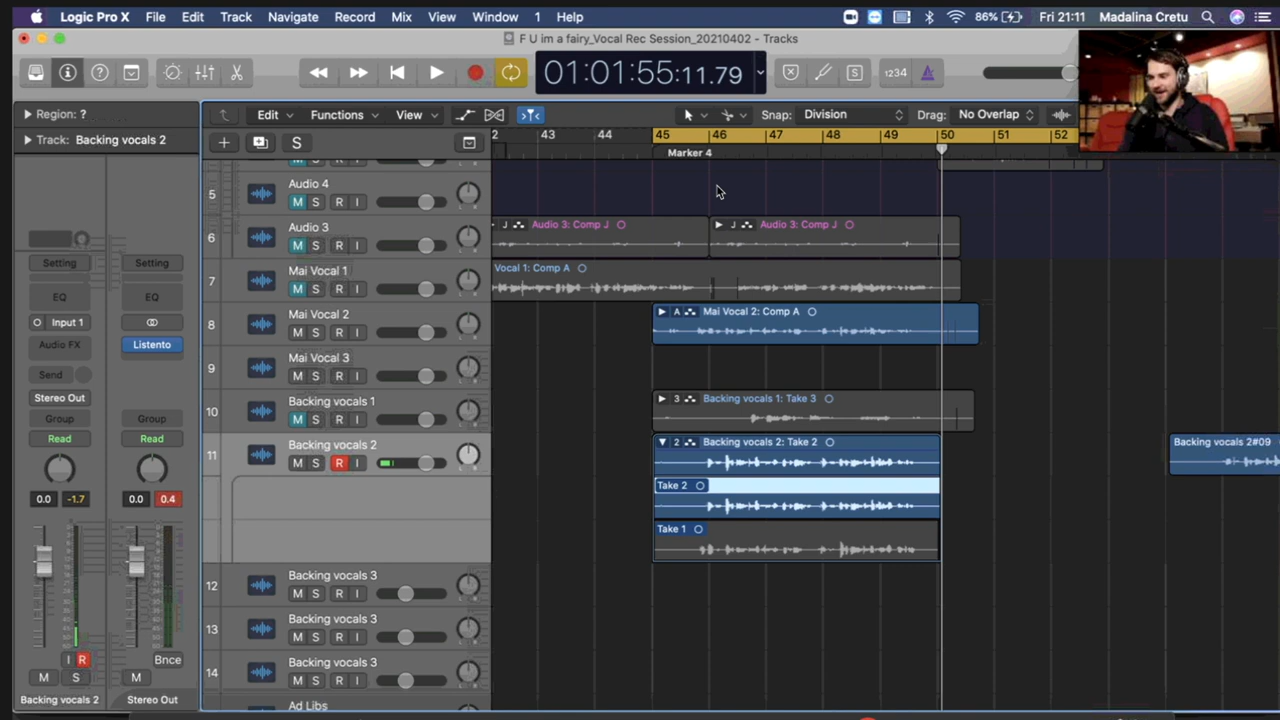 Logic Pro X File Edit Track Navigate Record Mix View Window 1 Help 86% Fri 21:11 Madalina Cretu
F U im a fairy_Vocal Rec Session_20210402 - Tracks
01:01:55:11.79 S 1234
Region: ?
Edit Functions View Snap: Division Drag: No Overlap
Track: Backing vocals 2
S
42 43 44 45 46 47 48 49 50 51 52
Marker 4
5 Audio 4
M S R I
6 Audio 3
M S R I
J Audio 3: Comp J J Audio 3: Comp J
7 Mai Vocal 1
M S R I
Vocal 1: Comp A
8 Mai Vocal 2
M S R I
A Mai Vocal 2: Comp A
9 Mai Vocal 3
M S R I
10 Backing vocals 1
M S R I
3 Backing vocals 1: Take 3
11 Backing vocals 2
M S R I
2 Backing vocals 2: Take 2
Backing vocals 2#09
Take 2
Take 1
12 Backing vocals 3
M S R I
13 Backing vocals 3
M S R I
14 Backing vocals 3
M S R I
Ad Libs
Setting Setting
EQ EQ
Input 1
Audio FX Listento
Send
Stereo Out
Group Group
Read Read
0.0 -1.7 0.0 0.4
I R Bnce
M S M
Backing vocals 2 Stereo Out